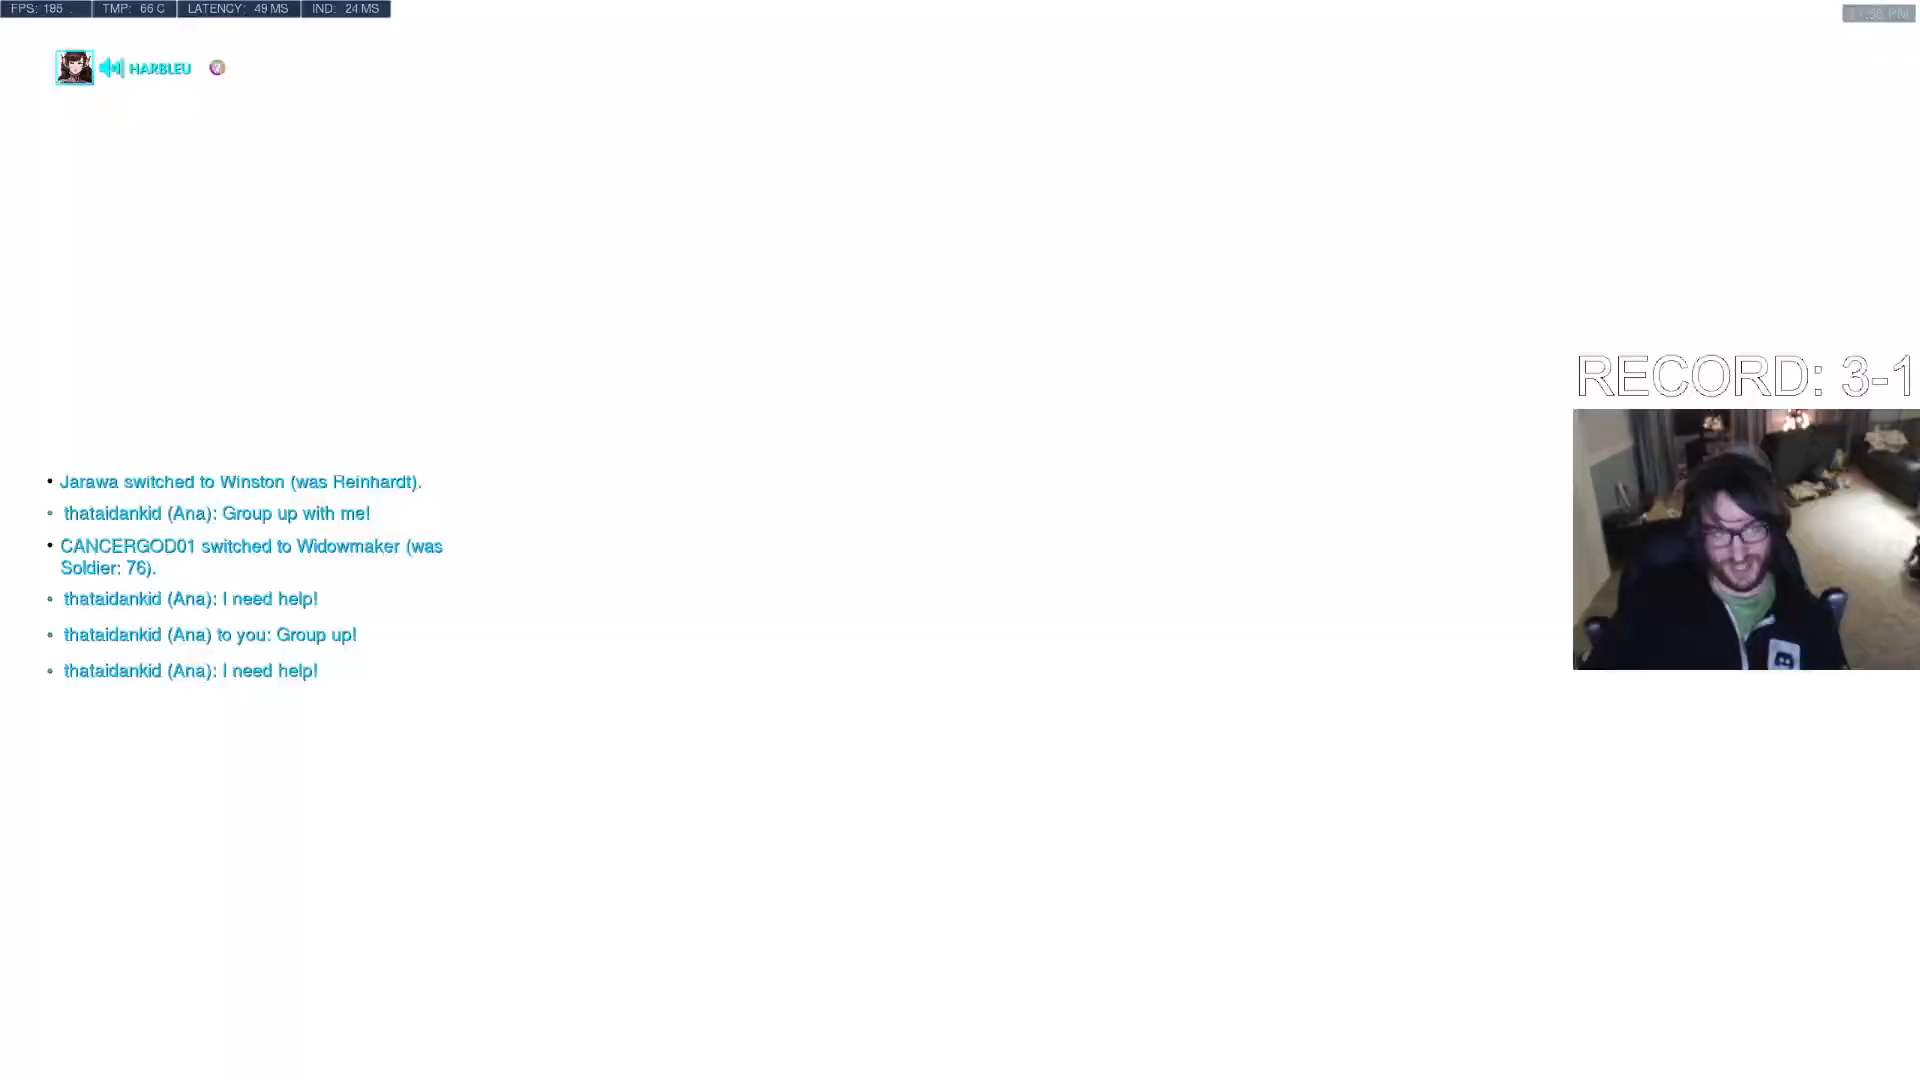 FPS: 185 TMP: 66 C LATENCY: 49 MS IND: 24 MS
HARBLEU
RECORD: 3-1
• Jarawa switched to Winston (was Reinhardt).
• thataidankid (Ana): Group up with me!
• CANCERGOD01 switched to Widowmaker (was
Soldier: 76).
• thataidankid (Ana): I need help!
• thataidankid (Ana) to you: Group up!
• thataidankid (Ana): I need help!